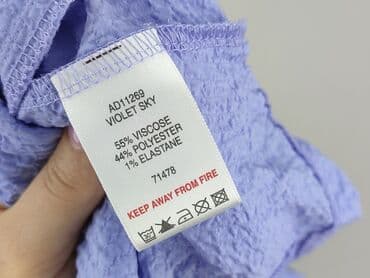 AD11269
VIOLET SKY
55% VISCOSE
44% POLYESTER
1% ELASTANE
71478
KEEP AWAY FROM FIRE